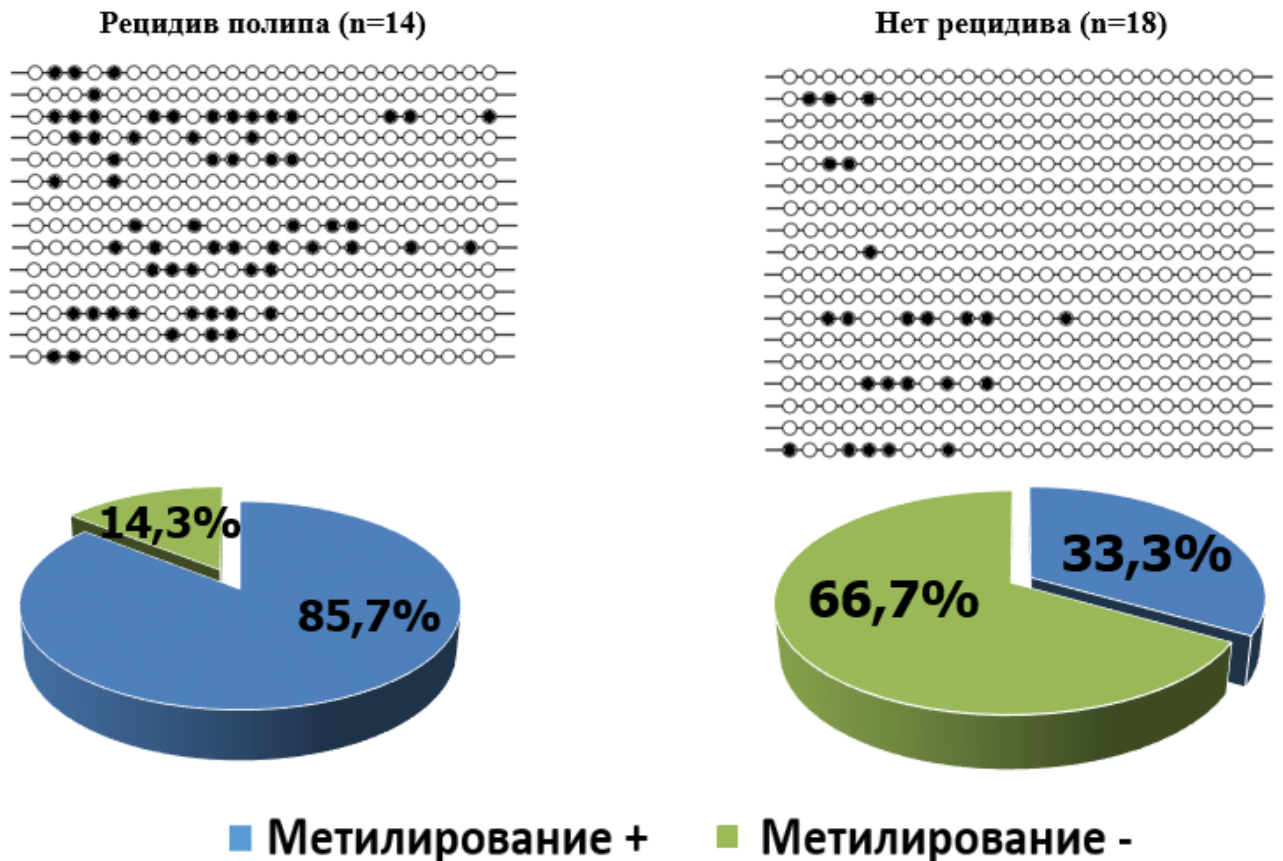 Рецидив полипа (n=14)
Нет рецидива (n=18)
14,3%
85,7%
33,3%
66,7%
Метилирование +
Метилирование -